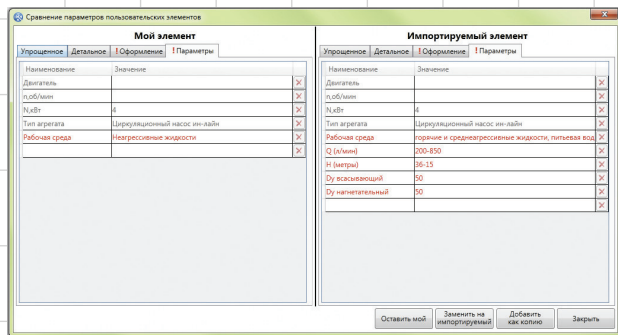 Сравнение параметров пользовательских элементов
Мой элемент
Упрощенное Детальное ! Оформление ! Параметры
Наименование Значение
Двигатель
n,об/мин
N,кВт 4
Тип агрегата Циркуляционный насос ин-лайн
Рабочая среда Неагрессивные жидкости
Импортируемый элемент
Упрощенное Детальное ! Оформление ! Параметры
Наименование Значение
Двигатель
n,об/мин
N,кВт 4
Тип агрегата Циркуляционный насос ин-лайн
Рабочая среда горячие и среднеагрессивные жидкости, питьевая вод
Q (л/мин) 200-850
H (метры) 36-15
Dу всасывающий 50
Dу нагнетательный 50
Оставить мой
Заменить на
импортируемый
Добавить
как копию
Закрыть